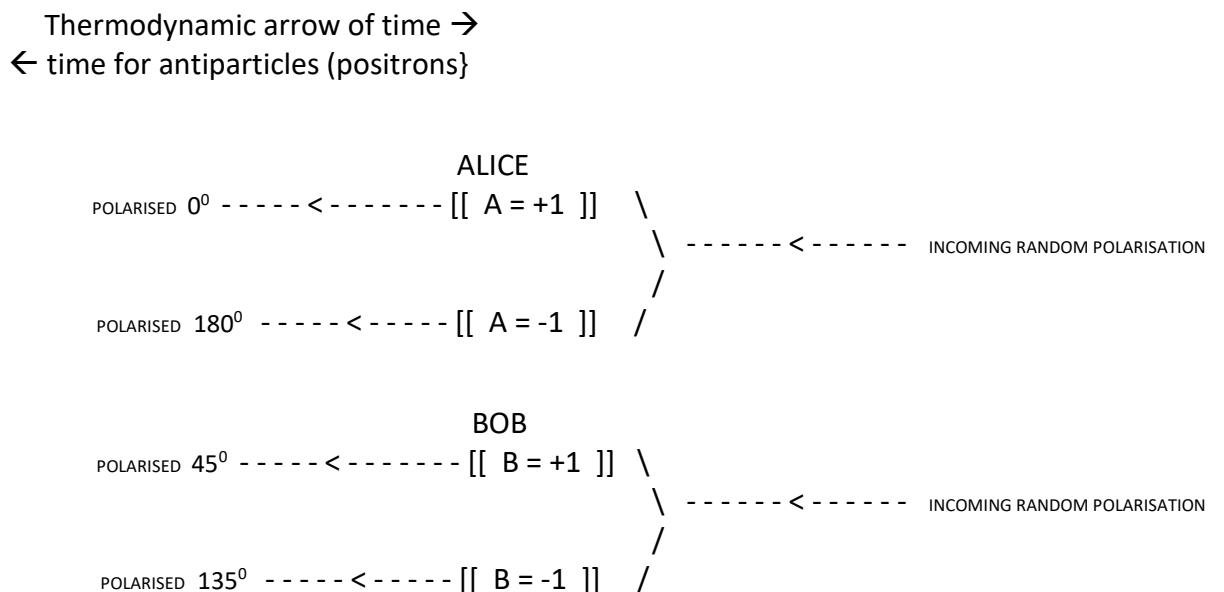 Thermodynamic arrow of time →
← time for antiparticles (positrons}
ALICE
POLARISED 0⁰ - - - - - < - - - - - - - [[ A = +1 ]] \
\ - - - - - - < - - - - - - INCOMING RANDOM POLARISATION
/
POLARISED 180⁰ - - - - - < - - - - - [[ A = -1 ]] /
BOB
POLARISED 45⁰ - - - - - < - - - - - - - [[ B = +1 ]] \
\ - - - - - - < - - - - - - INCOMING RANDOM POLARISATION
/
POLARISED 135⁰ - - - - - < - - - - - [[ B = -1 ]] /